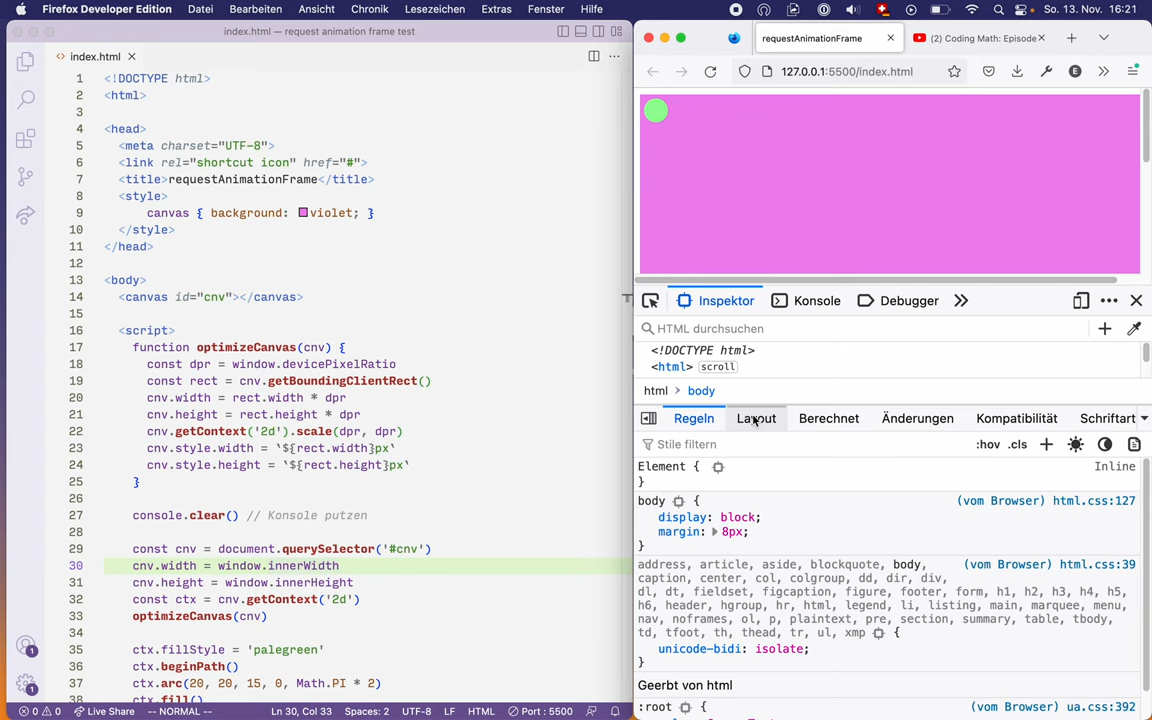 Firefox Developer Edition Datei Bearbeiten Ansicht Chronik Lesezeichen Extras Fenster Hilfe So. 13. Nov. 16:21
index.html — request animation frame test
index.html
1 <!DOCTYPE html>
2 <html>
3
4 <head>
5 <meta charset="UTF-8">
6 <link rel="shortcut icon" href="#">
7 <title>requestAnimationFrame</title>
8 <style>
9 canvas { background: violet; }
10 </style>
11 </head>
12
13 <body>
14 <canvas id="cnv"></canvas>
15
16 <script>
17 function optimizeCanvas(cnv) {
18 const dpr = window.devicePixelRatio
19 const rect = cnv.getBoundingClientRect()
20 cnv.width = rect.width * dpr
21 cnv.height = rect.height * dpr
22 cnv.getContext('2d').scale(dpr, dpr)
23 cnv.style.width = `${rect.width}px`
24 cnv.style.height = `${rect.height}px`
25 }
26
27 console.clear() // Konsole putzen
28
29 const cnv = document.querySelector('#cnv')
30 cnv.width = window.innerWidth
31 cnv.height = window.innerHeight
32 const ctx = cnv.getContext('2d')
33 optimizeCanvas(cnv)
34
35 ctx.fillStyle = 'palegreen'
36 ctx.beginPath()
37 ctx.arc(20, 20, 15, 0, Math.PI * 2)
38 ctx.fill()
1
1
0 0 Live Share -- NORMAL -- Ln 30, Col 33 Spaces: 2 UTF-8 LF HTML Port : 5500
requestAnimationFrame (2) Coding Math: Episode
127.0.0.1:5500/index.html
E
Inspektor Konsole Debugger
HTML durchsuchen
<!DOCTYPE html>
<html> scroll
html body
Regeln Layout Berechnet Änderungen Kompatibilität Schriftart
Stile filtern :hov .cls
Element { Inline
}
body { (vom Browser) html.css:127
display: block;
margin: 8px;
}
address, article, aside, blockquote, body, (vom Browser) html.css:39
caption, center, col, colgroup, dd, dir, div,
dl, dt, fieldset, figcaption, figure, footer, form, h1, h2, h3, h4, h5,
h6, header, hgroup, hr, html, legend, li, listing, main, marquee, menu,
nav, noframes, ol, p, plaintext, pre, section, summary, table, tbody,
td, tfoot, th, thead, tr, ul, xmp {
unicode-bidi: isolate;
}
Geerbt von html
:root { (vom Browser) ua.css:392